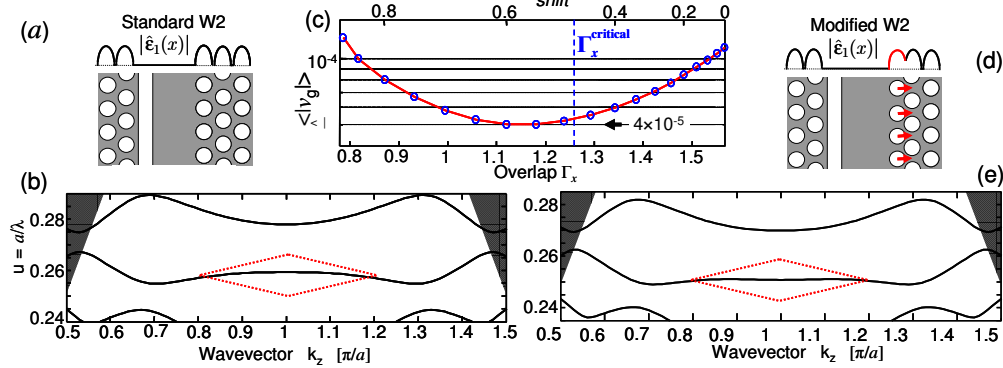 (a)
Standard W2
|ε̂₁(x)|
(c)
shift
0.8 0.6 0.4 0.2 0
Γₓ^critical
10⁻⁴
<|v_g|>
4×10⁻⁵
0.8 0.9 1 1.1 1.2 1.3 1.4 1.5
Overlap Γₓ
Modified W2
|ε̂₁(x)|
(d)
(b)
u = a/λ
0.28
0.26
0.24
0.5 0.6 0.7 0.8 0.9 1 1.1 1.2 1.3 1.4 1.5
Wavevector k_z [π/a]
(e)
0.28
0.26
0.24
0.5 0.6 0.7 0.8 0.9 1 1.1 1.2 1.3 1.4 1.5
Wavevector k_z [π/a]